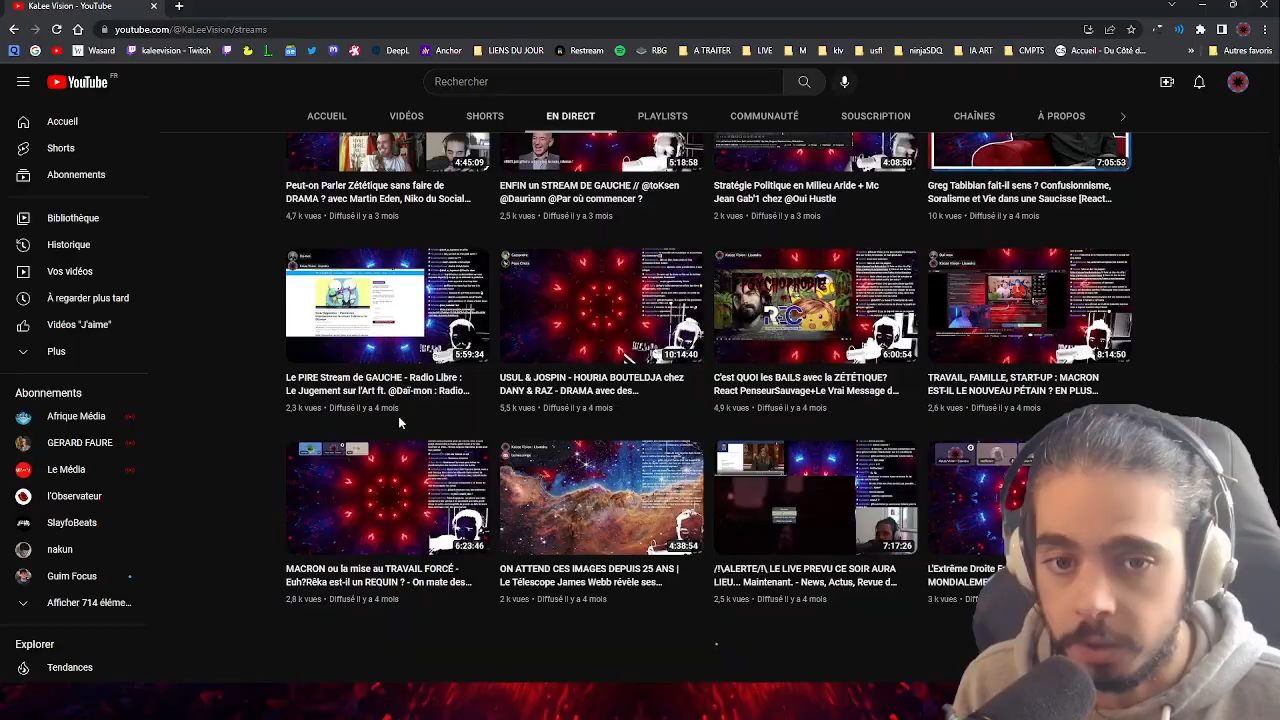 KaLee Vision - YouTube
youtube.com/@KaLeeVision/streams
Wasard
kaleevision - Twitch
DeepL
Anchor
LIENS DU JOUR
Restream
RBG
A TRAITER
LIVE
M
klv
usfl
ninjaSDQ
IA ART
CMPTS
Accueil - Du Côté d...
»
Autres favoris
YouTube FR
Rechercher
ACCUEIL
VIDÉOS
SHORTS
EN DIRECT
PLAYLISTS
COMMUNAUTÉ
SOUSCRIPTION
CHAÎNES
À PROPOS
Accueil
Shorts
Abonnements
Bibliothèque
Historique
Vos vidéos
À regarder plus tard
Vidéos "J'aime"
Plus
Abonnements
Afrique Média
GERARD FAURE
Le Média
l'Observateur
Slayfague
nakun
Guim Focus
Afficher 714 éléme...
Explorer
Tendances
4:45:09
5:18:58
4:08:50
7:05:53
Peut-on Parler Zététique sans faire de
DRAMA ? avec Martin Eden, Niko du Social...
4,7 k vues • Diffusé il y a 3 mois
ENFIN un STREAM DE GAUCHE // @toKsen
@Dauriann @Par où commencer ?
2,5 k vues • Diffusé il y a 3 mois
Stratégie Politique en Milieu Aride + Mc
Jean Gab'1 chez @Oui Hustle
2 k vues • Diffusé il y a 3 mois
Greg Tabibian fait-il sens ? Confusionnisme,
Soralisme et Vie dans une Saucisse [React...
10 k vues • Diffusé il y a 4 mois
5:59:34
10:14:40
6:00:54
8:14:50
Le PIRE Stream de GAUCHE - Radio Libre :
Le Jugement sur l'Art ft. @Daï-mon : Radio...
2,3 k vues • Diffusé il y a 4 mois
USUL & JOSPIN - HOURIA BOUTELDJA chez
DANY & RAZ - DRAMA avec des...
5,5 k vues • Diffusé il y a 4 mois
C'est QUOI les BAILS avec la ZÉTÉTIQUE?
React PenseurSauvage+Le Vrai Message d...
4,9 k vues • Diffusé il y a 4 mois
TRAVAIL, FAMILLE, START-UP : MACRON
EST-IL LE NOUVEAU PÉTAIN ? EN PLUS...
2,6 k vues • Diffusé il y a 4 mois
6:23:46
4:38:54
7:17:26
MACRON ou la mise au TRAVAIL FORCÉ -
Euh?Rêka est-il un REQUIN ? - On mate des...
2,8 k vues • Diffusé il y a 4 mois
ON ATTEND CES IMAGES DEPUIS 25 ANS |
Le Télescope James Webb révèle ses...
2 k vues • Diffusé il y a 4 mois
/!\ALERTE/!\ LE LIVE PREVU CE SOIR AURA
LIEU... Maintenant. - News, Actus, Revue d...
2,5 k vues • Diffusé il y a 4 mois
L'Extrême Droite
MONDIALEM
3 k vues • Diffusé